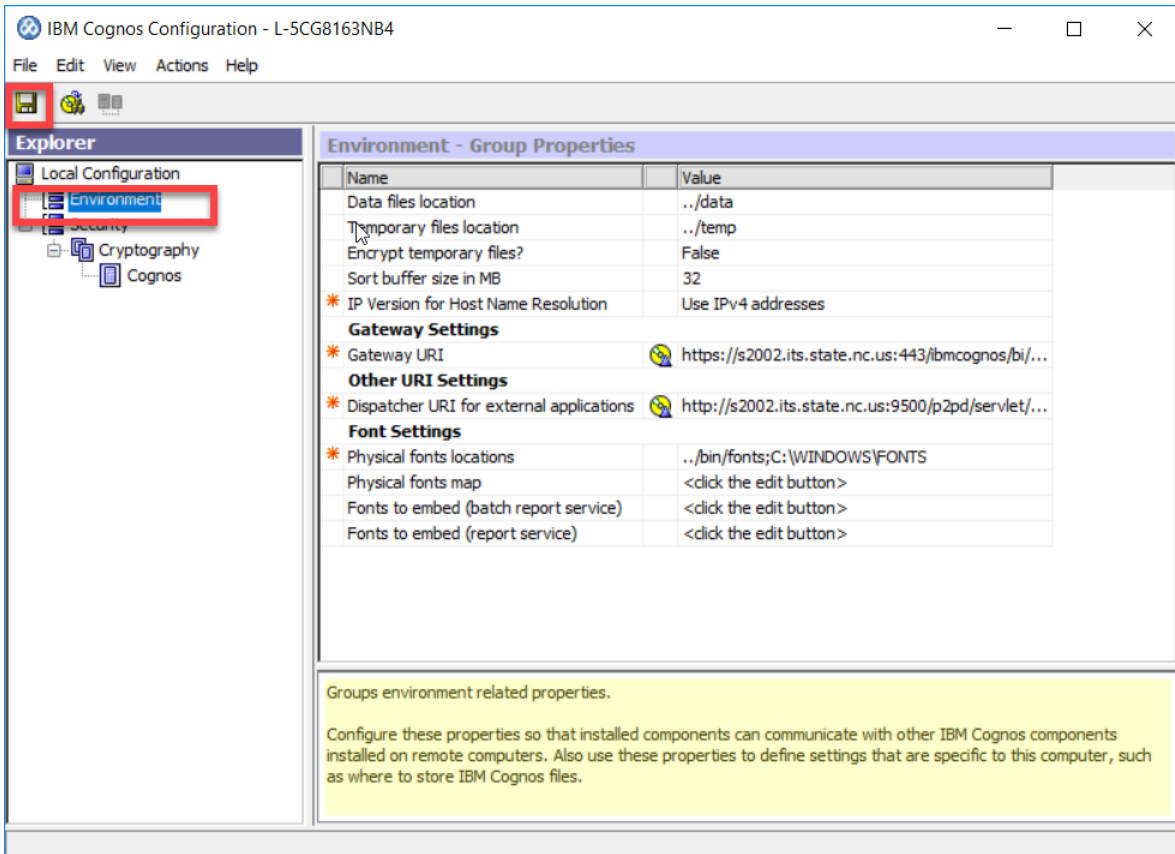 IBM Cognos Configuration - L-5CG8163NB4
File Edit View Actions Help
Explorer
Local Configuration
Environment
Security
Cryptography
Cognos
Environment - Group Properties
Name Value
Data files location ../data
Temporary files location ../temp
Encrypt temporary files? False
Sort buffer size in MB 32
IP Version for Host Name Resolution Use IPv4 addresses
Gateway Settings
Gateway URI https://s2002.its.state.nc.us:443/ibmcognos/bi/...
Other URI Settings
Dispatcher URI for external applications http://s2002.its.state.nc.us:9500/p2pd/servlet/...
Font Settings
Physical fonts locations ../bin/fonts;C:\WINDOWS\FONTS
Physical fonts map <click the edit button>
Fonts to embed (batch report service) <click the edit button>
Fonts to embed (report service) <click the edit button>
Groups environment related properties.
Configure these properties so that installed components can communicate with other IBM Cognos components
installed on remote computers. Also use these properties to define settings that are specific to this computer, such
as where to store IBM Cognos files.